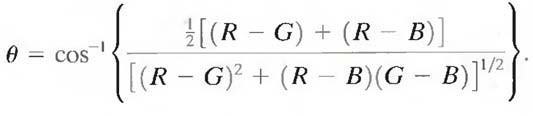 θ = cos⁻¹ { ½[(R − G) + (R − B)] / [(R − G)² + (R − B)(G − B)]^{1/2} }.